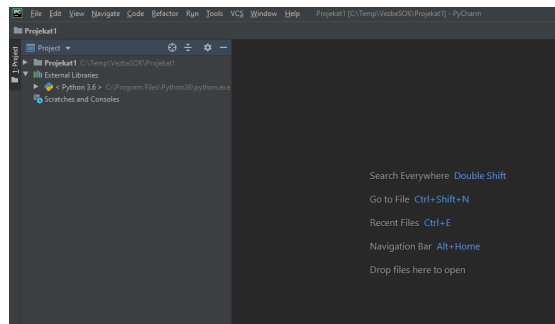 PC File Edit View Navigate Code Refactor Run Tools VCS Window Help Projekat1 [C:\Temp\VezbeSOK\Projekat1] - PyCharm
Projekat1
1: Project
Project
Projekat1 C:\Temp\VezbeSOK\Projekat1
External Libraries
< Python 3.6 > C:\Program Files\Python36\python.exe
Scratches and Consoles
Search Everywhere Double Shift
Go to File Ctrl+Shift+N
Recent Files Ctrl+E
Navigation Bar Alt+Home
Drop files here to open